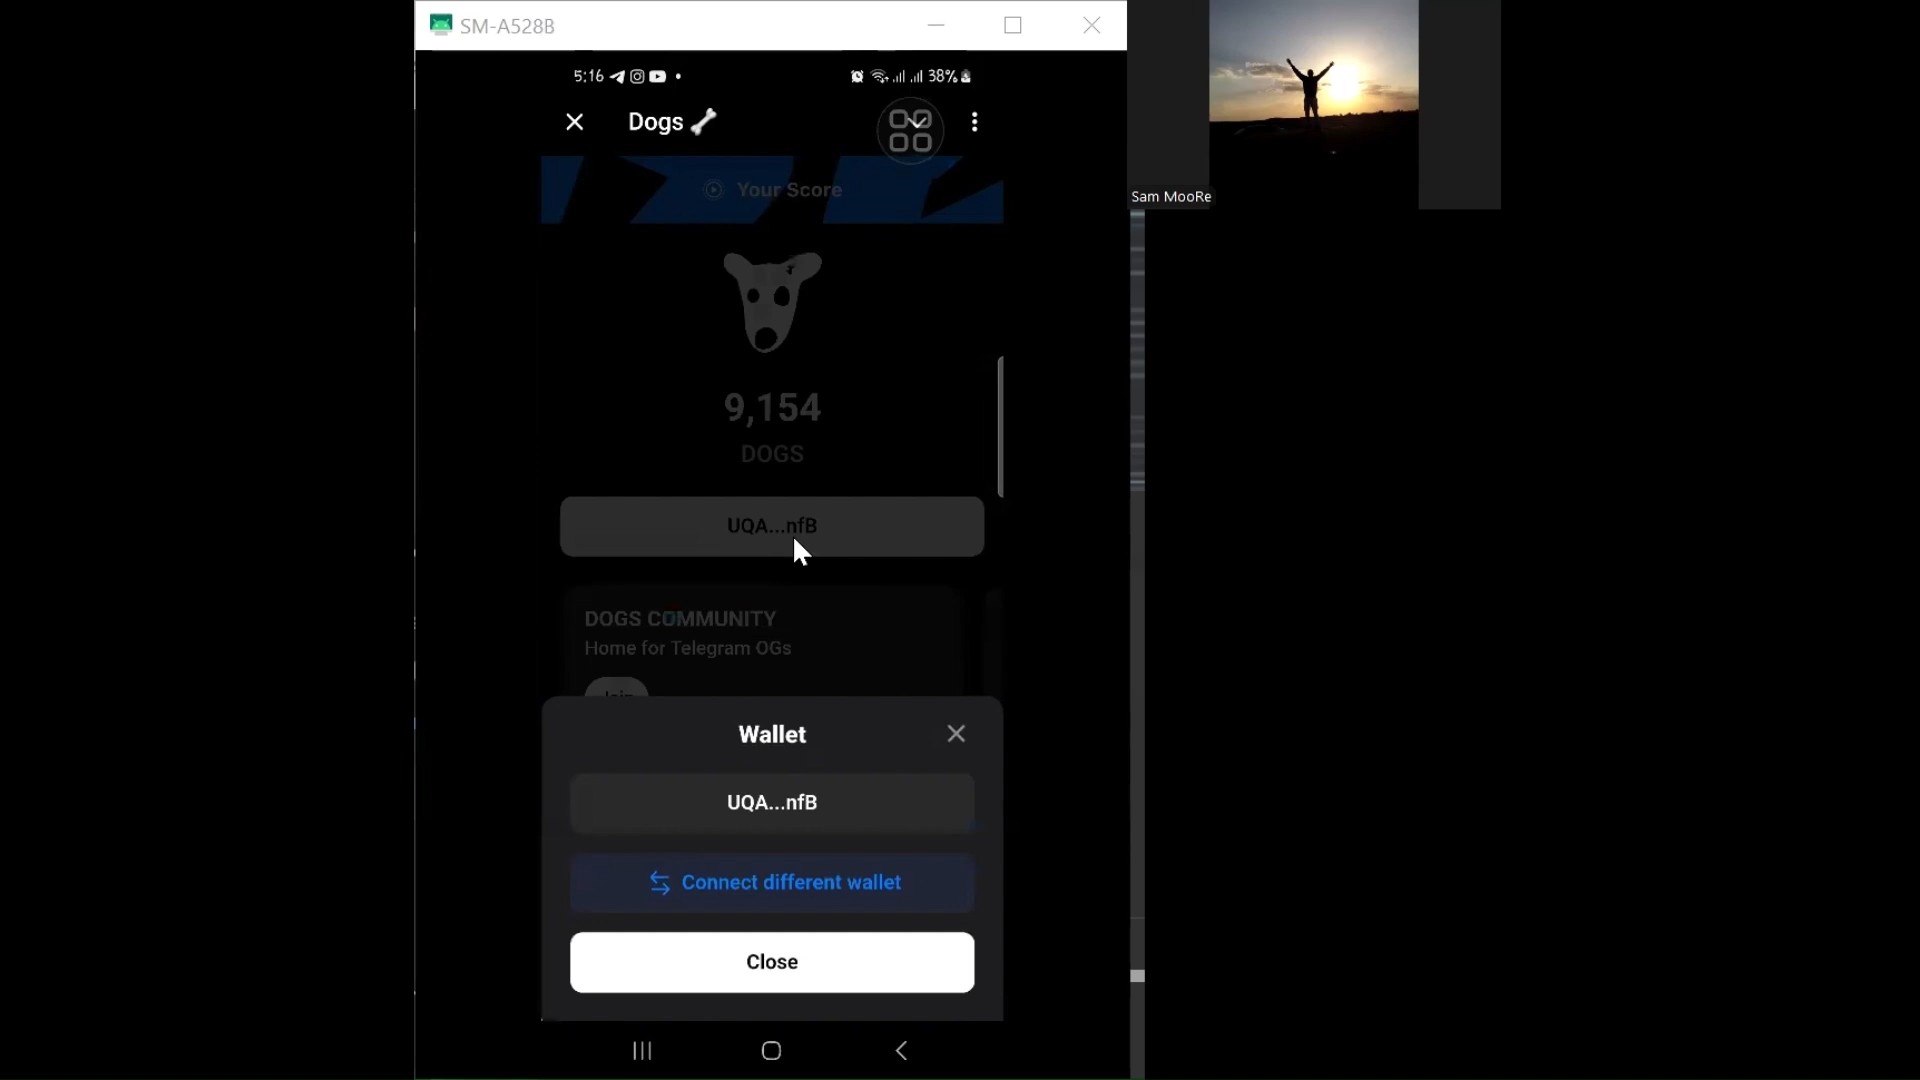 SM-A528B
5:16
38%
Dogs
Your Score
9,154
DOGS
UQA...nfB
DOGS COMMUNITY
Home for Telegram OGs
Join
Wallet
UQA...nfB
Connect different wallet
Close
Sam MooRe